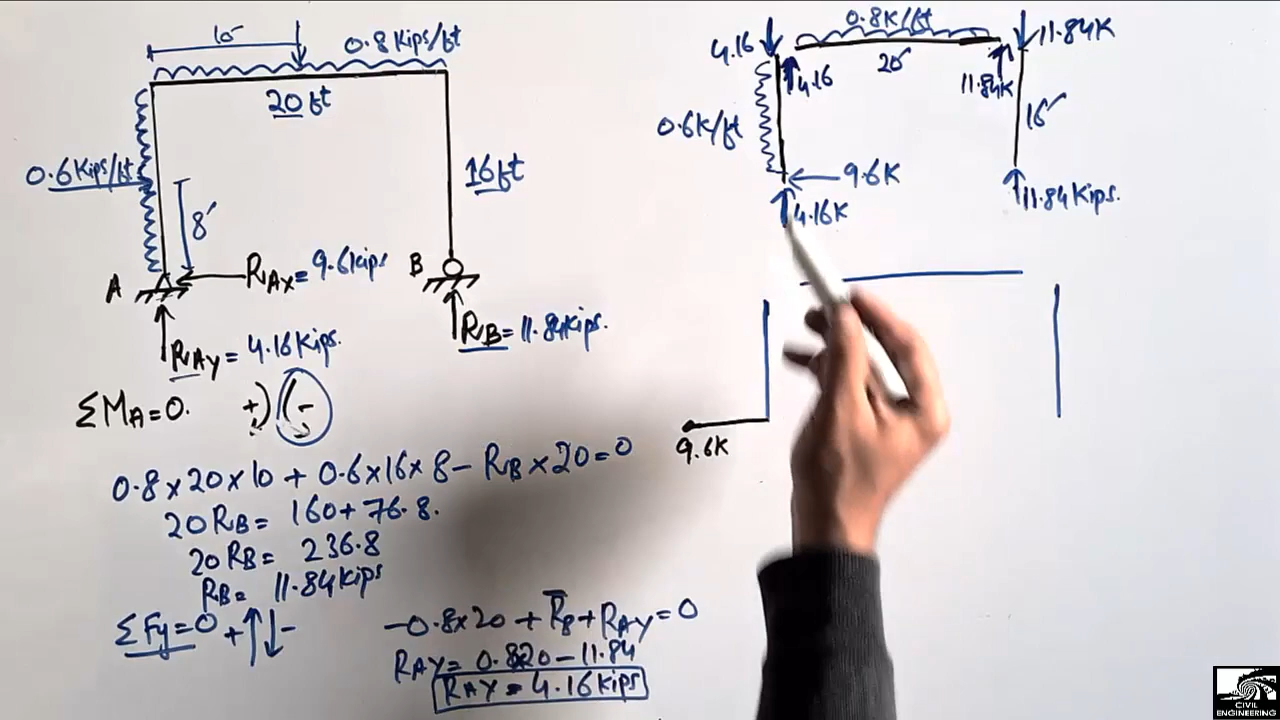 10'
0.8 Kips/ft
20 ft
0.6 Kips/ft
8'
16 ft
A
RAX = 9.6 kips
B
RAY = 4.16 Kips.
RB = 11.84 Kips.
ΣMA = 0.
+) (-
0.8 × 20 × 10 + 0.6 × 16 × 8 - RB × 20 = 0
20 RB = 160 + 76.8.
20 RB = 236.8
RB = 11.84 Kips
ΣFy = 0 + ↑ ↓ -
-0.8 × 20 + RB + RAY = 0
RAY = 0.8 20 - 11.84
RAY = 4.16 Kips
4.16
0.8 K/ft
11.84K
4.16
20'
11.84K
0.6 K/ft
16'
9.6K
4.16K
11.84 Kips.
9.6K
CIVIL
ENGINEERING